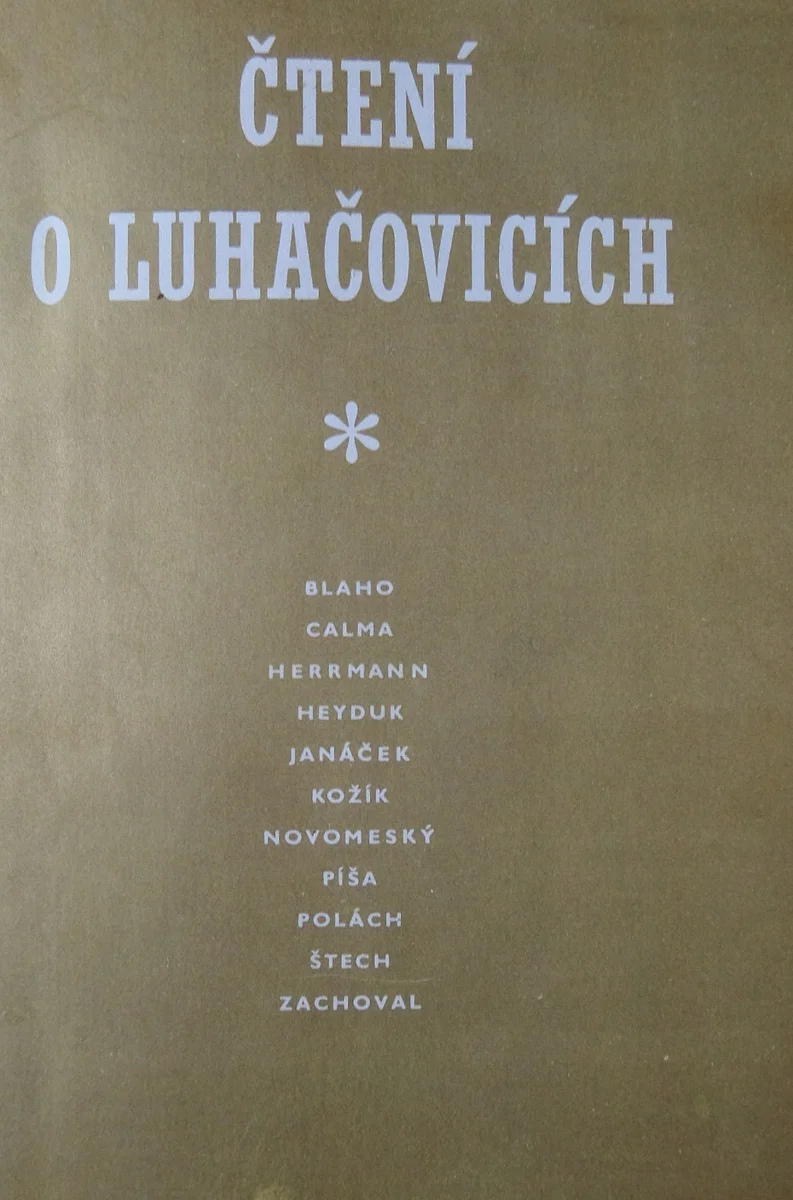 ČTENÍ
O LUHAČOVICÍCH
*
BLAHO
CALMA
HERRMANN
HEYDUK
JANÁČEK
KOŽÍK
NOVOMESKÝ
PÍŠA
POLÁCH
ŠTECH
ZACHOVAL